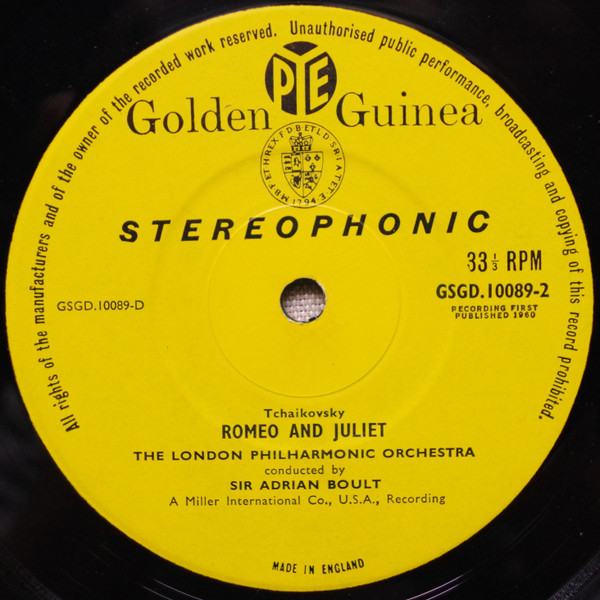 All rights of the manufacturers and of the owner of the recorded work reserved. Unauthorised public performance, broadcasting and copying of this record prohibited.
PYE
Golden Guinea
1794
STEREOPHONIC
33⅓ RPM
GSGD.10089-2
RECORDING FIRST
PUBLISHED 1960
GSGD.10089-D
Tchaikovsky
ROMEO AND JULIET
THE LONDON PHILHARMONIC ORCHESTRA
conducted by
SIR ADRIAN BOULT
A Miller International Co., U.S.A., Recording
MADE IN ENGLAND